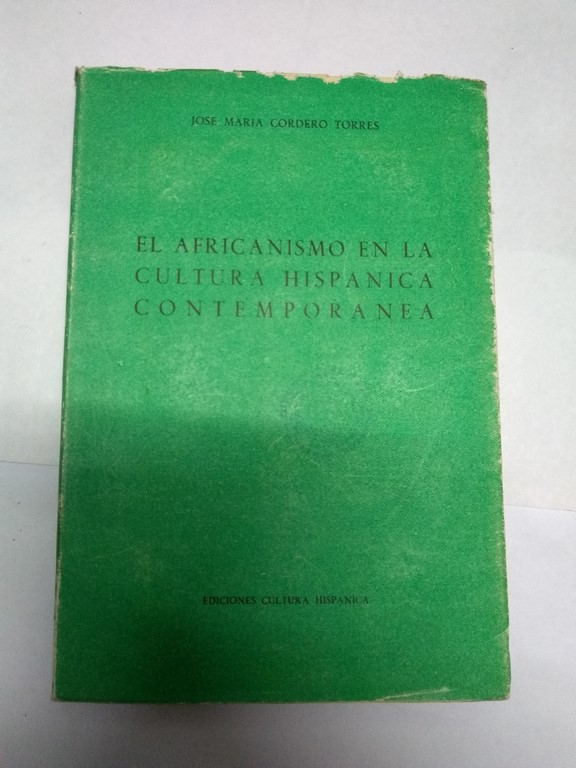 JOSE MARIA CORDERO TORRES
EL AFRICANISMO EN LA
CULTURA HISPANICA
CONTEMPORANEA
EDICIONES CULTURA HISPANICA